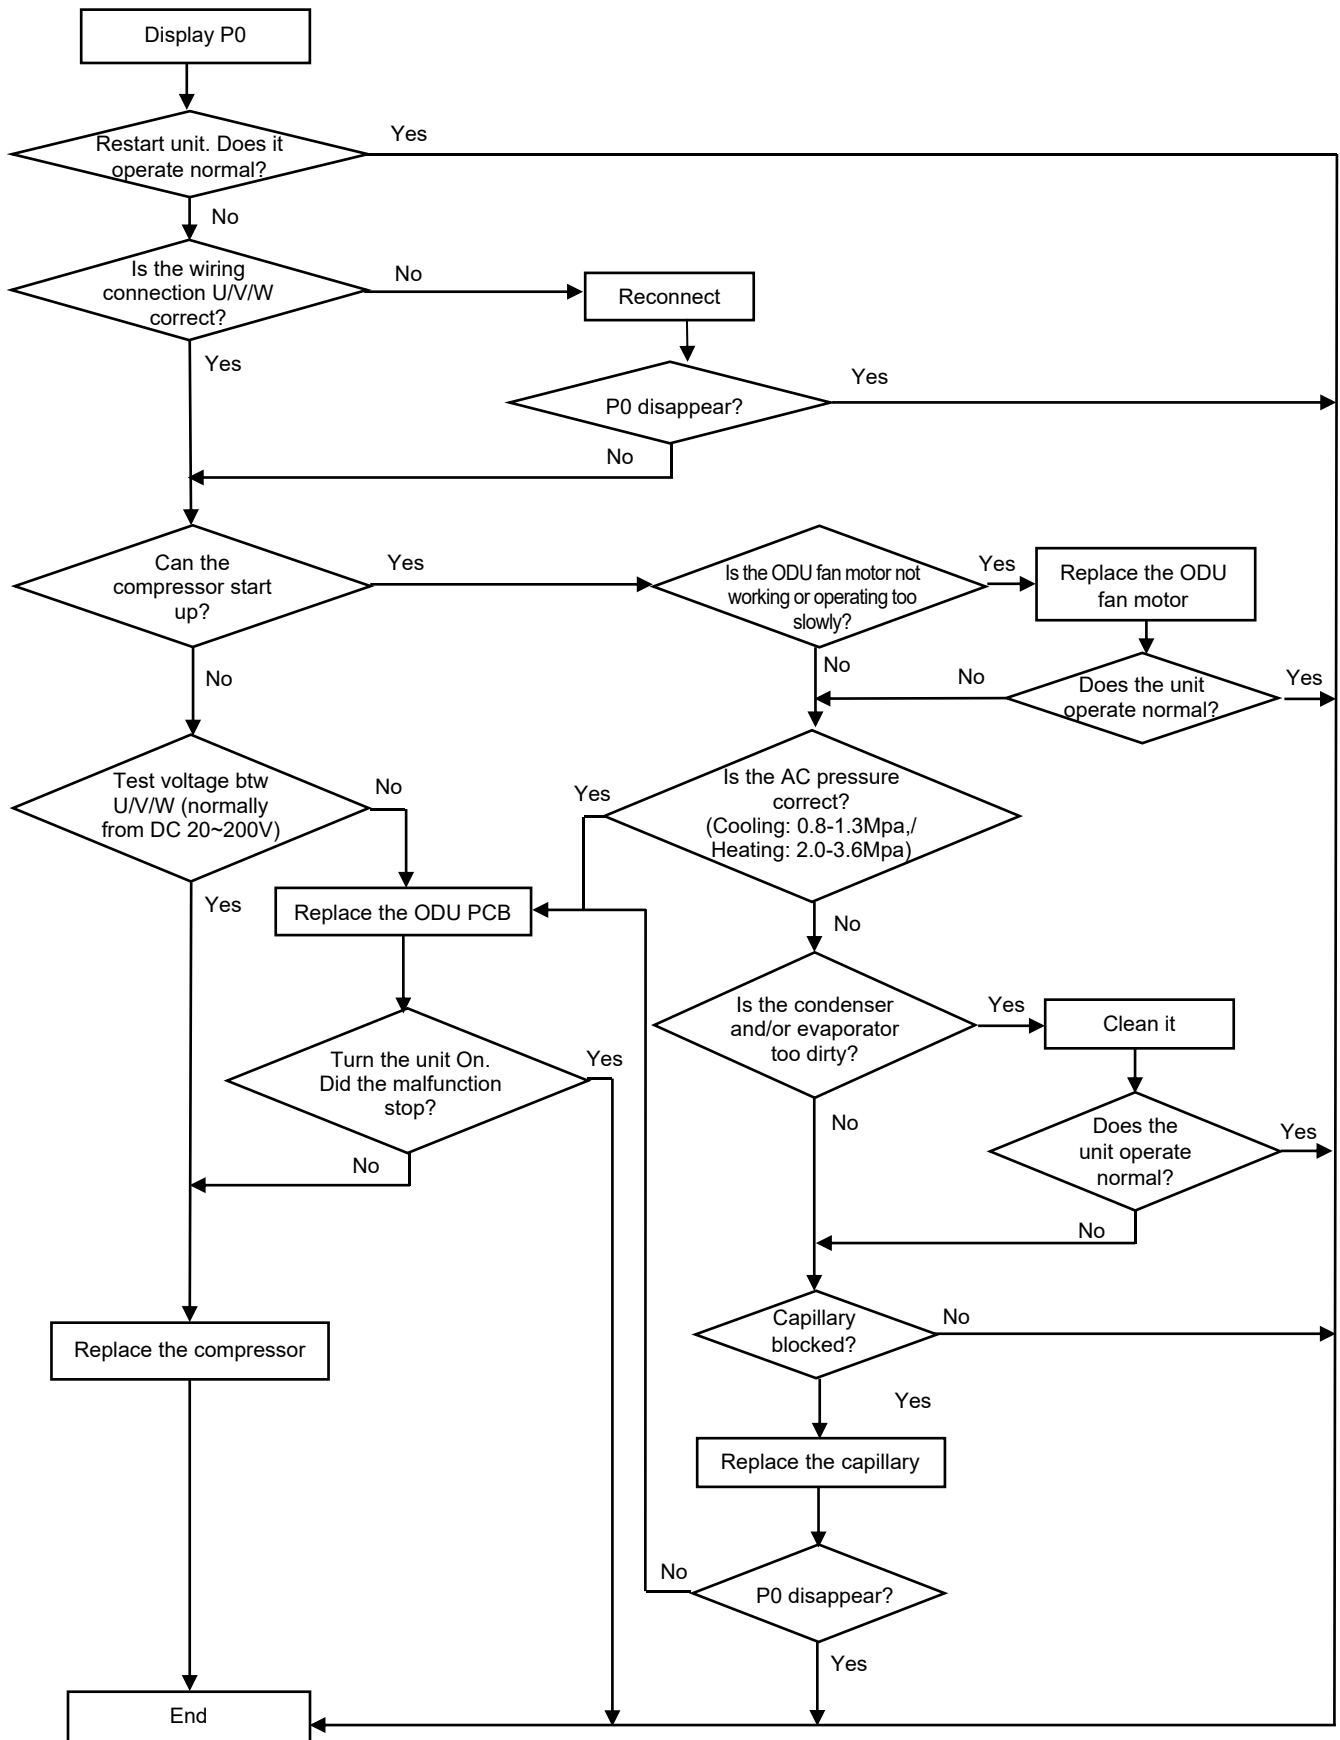 Display P0
Restart unit. Does it
operate normal?
Yes
No
Is the wiring
connection U/V/W
correct?
No
Reconnect
Yes
P0 disappear?
Yes
No
Can the
compressor start
up?
Yes
Is the ODU fan motor not
working or operating too
slowly?
Yes
Replace the ODU
fan motor
No
No
No
Does the unit
operate normal?
Yes
Test voltage btw
U/V/W (normally
from DC 20~200V)
No
Yes
Is the AC pressure
correct?
(Cooling: 0.8-1.3Mpa,/
Heating: 2.0-3.6Mpa)
Yes
Replace the ODU PCB
No
Is the condenser
and/or evaporator
too dirty?
Yes
Clean it
Turn the unit On.
Did the malfunction
stop?
Yes
No
No
Does the
unit operate
normal?
Yes
No
Capillary
blocked?
No
Replace the compressor
Yes
Replace the capillary
No
P0 disappear?
Yes
End